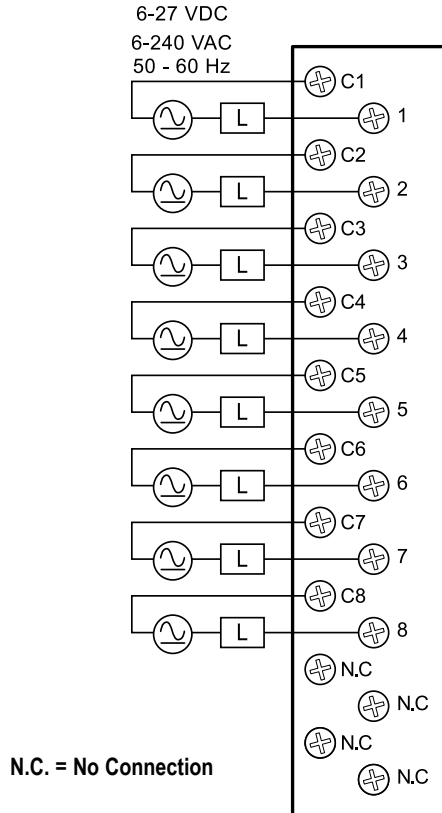 6-27 VDC
6-240 VAC
50 - 60 Hz
C1
L 1
C2
L 2
C3
L 3
C4
L 4
C5
L 5
C6
L 6
C7
L 7
C8
L 8
N.C
N.C
N.C
N.C
N.C. = No Connection